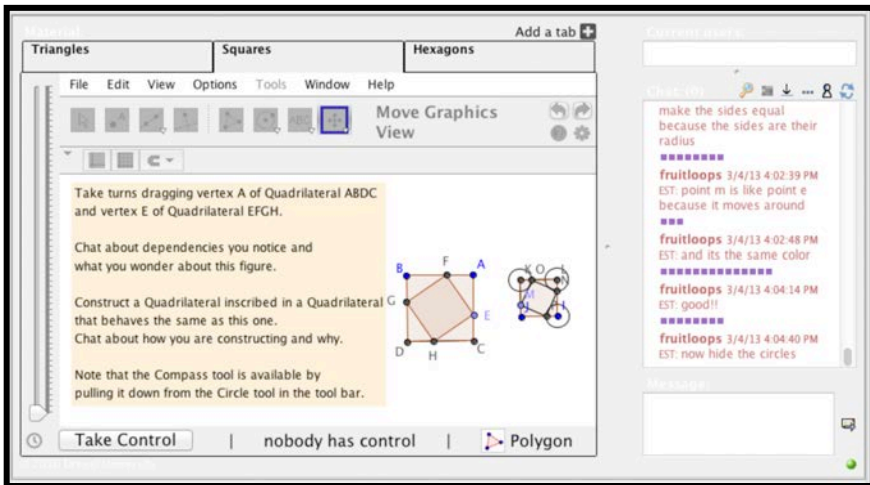 Material:
Add a tab
Current users:
Triangles
Squares
Hexagons
File Edit View Options Tools Window Help
Move Graphics
View
ABC
Take turns dragging vertex A of Quadrilateral ABDC
and vertex E of Quadrilateral EFGH.
Chat about dependencies you notice and
what you wonder about this figure.
Construct a Quadrilateral inscribed in a Quadrilateral
that behaves the same as this one.
Chat about how you are constructing and why.
Note that the Compass tool is available by
pulling it down from the Circle tool in the tool bar.
B
F
A
G
E
D
H
C
K
O
L
N
M
J
I
Take Control | nobody has control | Polygon
Chat: (0)
make the sides equal
because the sides are their
radius
fruitloops 3/4/13 4:02:39 PM
EST: point m is like point e
because it moves around
fruitloops 3/4/13 4:02:48 PM
EST: and its the same color
fruitloops 3/4/13 4:04:14 PM
EST: good!!
fruitloops 3/4/13 4:04:40 PM
EST: now hide the circles
Message: